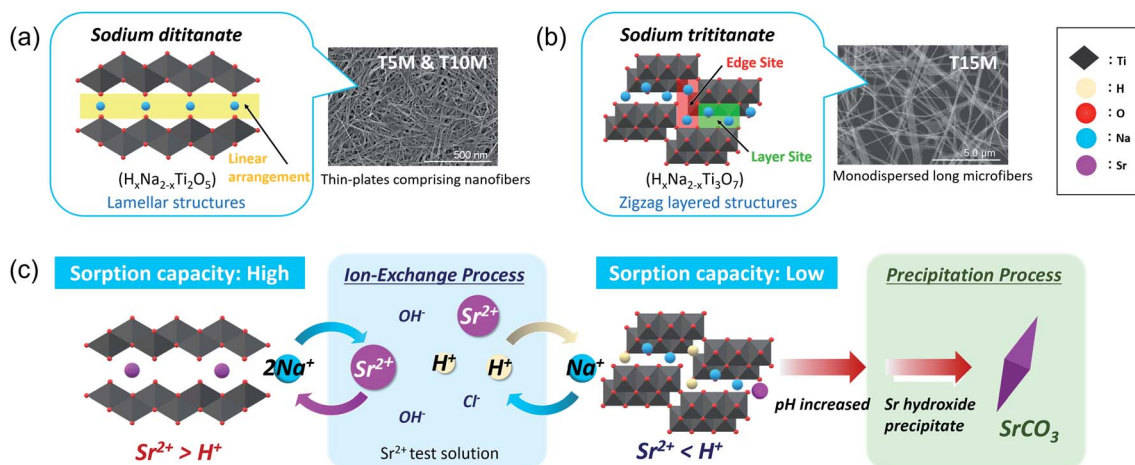 (a)
Sodium dititanate
Linear
arrangement
(HxNa2-xTi2O5)
Lamellar structures
T5M & T10M
500 nm
Thin-plates comprising nanofibers
(b)
Sodium trititanate
Edge Site
Layer Site
(HxNa2-xTi3O7)
Zigzag layered structures
T15M
5.0 μm
Monodispersed long microfibers
: Ti
: H
: O
: Na
: Sr
(c)
Sorption capacity: High
Sr2+ > H+
2Na+
Ion-Exchange Process
OH-
Sr2+
Sr2+
H+
H+
Cl-
OH-
Sr2+ test solution
Na+
Sorption capacity: Low
Sr2+ < H+
pH increased
Precipitation Process
Sr hydroxide
precipitate
SrCO3